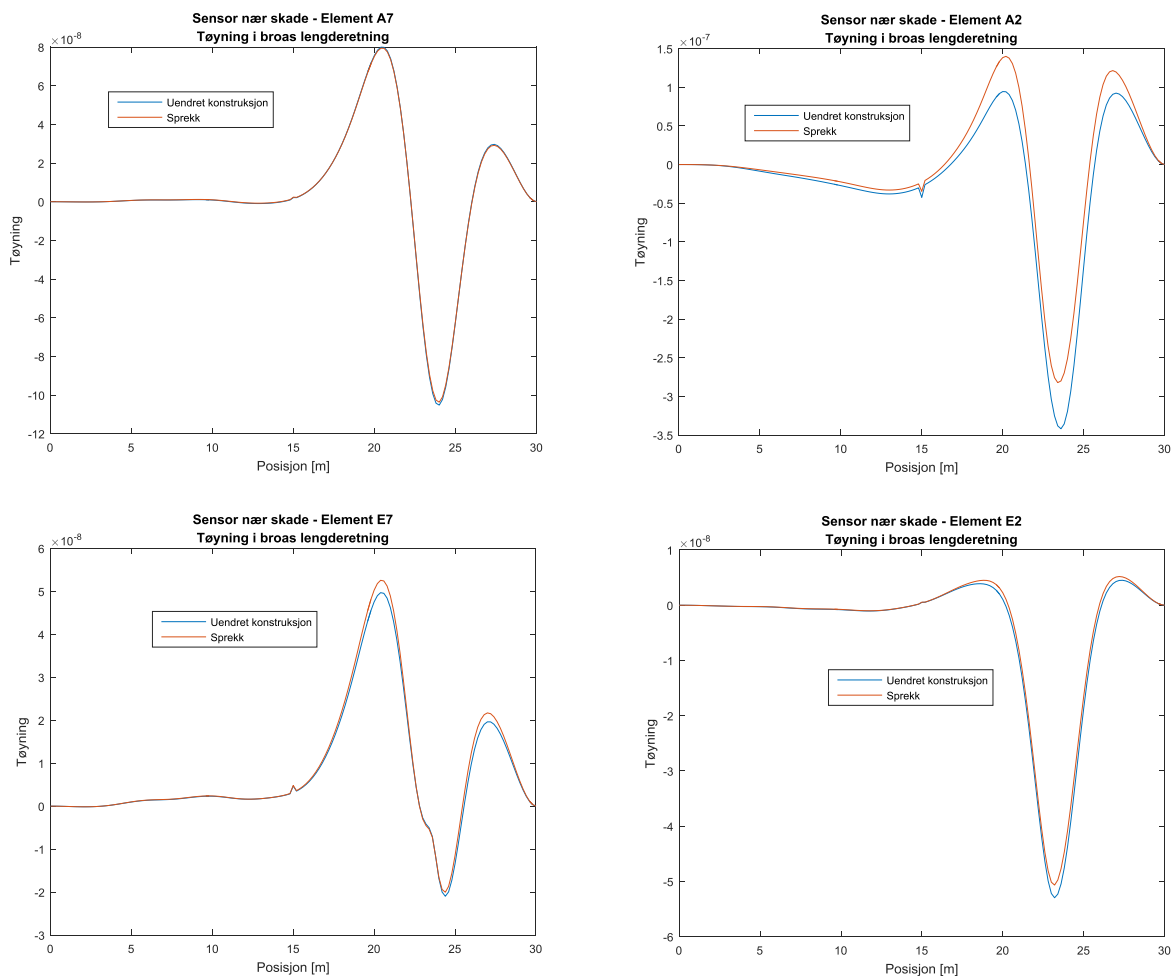 Sensor nær skade - Element A7
Tøyning i broas lengderetning
×10⁻⁸
8
6
4
2
0
-2
-4
-6
-8
-10
-12
Tøyning
Uendret konstruksjon
Sprekk
0 5 10 15 20 25 30
Posisjon [m]
Sensor nær skade - Element A2
Tøyning i broas lengderetning
×10⁻⁷
1.5
1
0.5
0
-0.5
-1
-1.5
-2
-2.5
-3
-3.5
Tøyning
Uendret konstruksjon
Sprekk
0 5 10 15 20 25 30
Posisjon [m]
Sensor nær skade - Element E7
Tøyning i broas lengderetning
×10⁻⁸
6
5
4
3
2
1
0
-1
-2
-3
Tøyning
Uendret konstruksjon
Sprekk
0 5 10 15 20 25 30
Posisjon [m]
Sensor nær skade - Element E2
Tøyning i broas lengderetning
×10⁻⁸
1
0
-1
-2
-3
-4
-5
-6
Tøyning
Uendret konstruksjon
Sprekk
0 5 10 15 20 25 30
Posisjon [m]